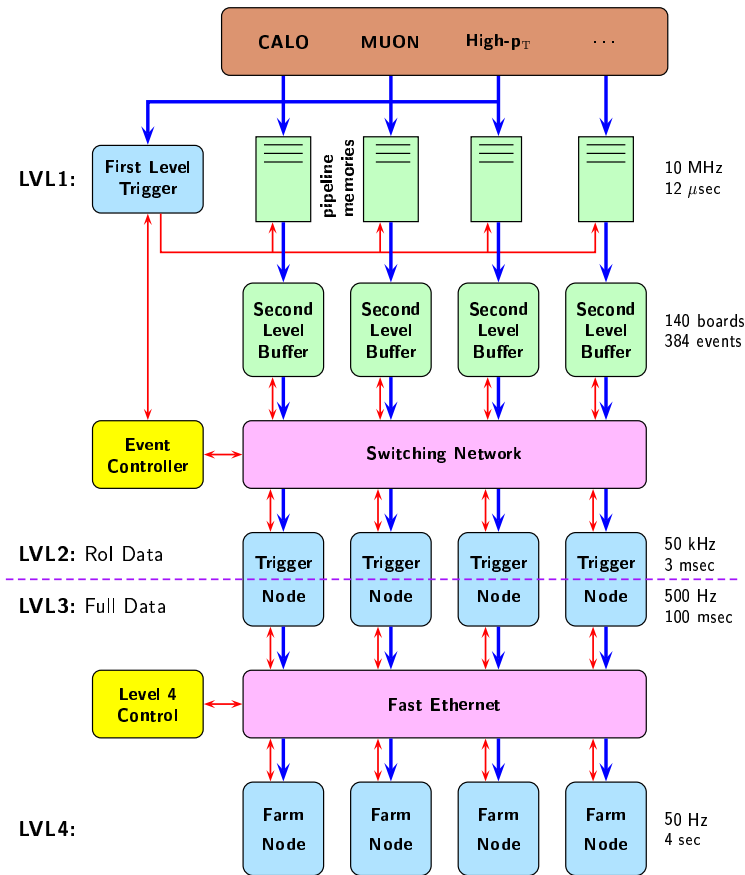 CALO MUON High-pT ...
LVL1:
First Level
Trigger
pipeline
memories
10 MHz
12 μsec
Second
Level
Buffer
Second
Level
Buffer
Second
Level
Buffer
Second
Level
Buffer
140 boards
384 events
Event
Controller
Switching Network
LVL2: RoI Data
Trigger
Node
Trigger
Node
Trigger
Node
Trigger
Node
50 kHz
3 msec
LVL3: Full Data
500 Hz
100 msec
Level 4
Control
Fast Ethernet
LVL4:
Farm
Node
Farm
Node
Farm
Node
Farm
Node
50 Hz
4 sec